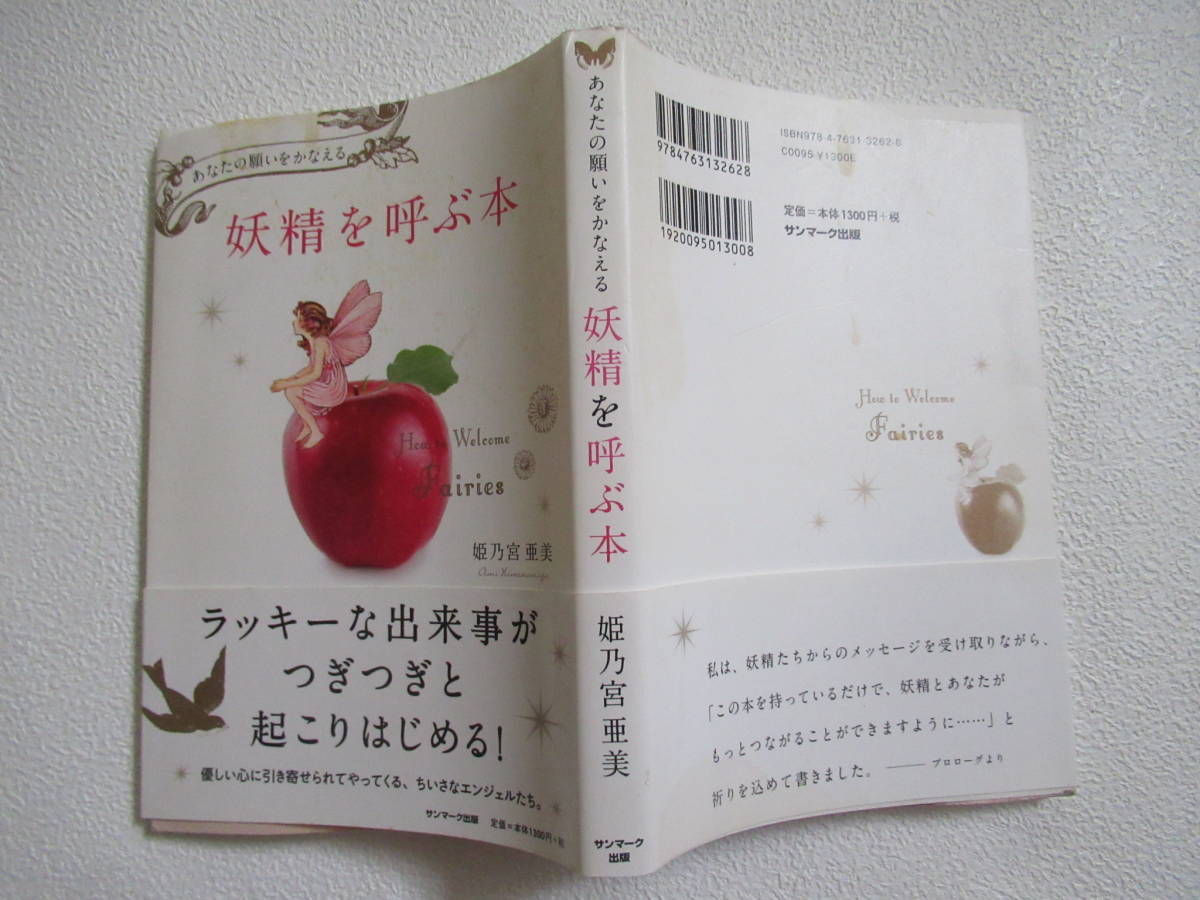 あなたの願いをかなえる
妖精を呼ぶ本
How to Welcome
Fairies
姫乃宮亜美
Ami Himenomiya
ラッキーな出来事が
つぎつぎと
起こりはじめる!
優しい心に引き寄せられてやってくる、ちいさなエンジェルたち。
サンマーク出版 定価=本体1300円+税
あなたの願いをかなえる
妖精を呼ぶ本
姫乃宮亜美
サンマーク
出版
9784763132628
ISBN978-4-7631-3262-8
C0095 ¥1300E
1920095013008
定価=本体1300円+税
サンマーク出版
How to Welcome
Fairies
私は、妖精たちからのメッセージを受け取りながら、
「この本を持っているだけで、妖精とあなたが
もっとつながることができますように……」と
祈りを込めて書きました。 ——プロローグより